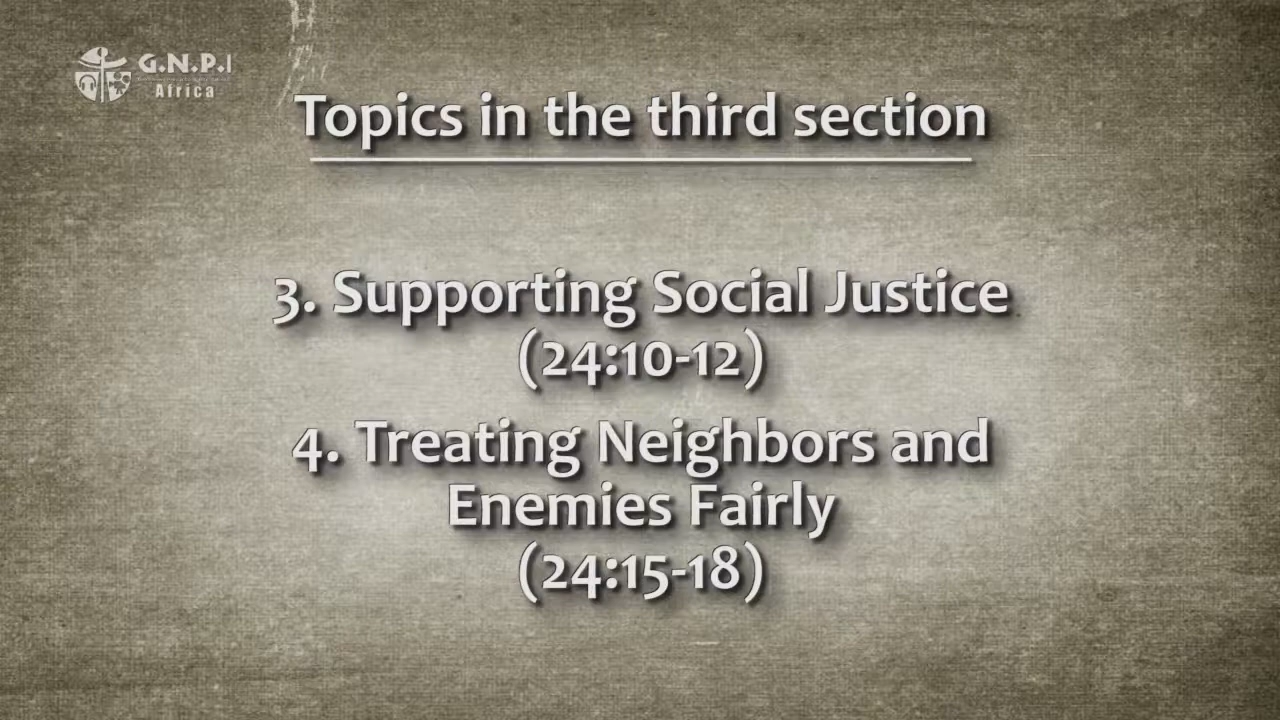 G.N.P.I
Africa
Topics in the third section
3. Supporting Social Justice
(24:10-12)
4. Treating Neighbors and
Enemies Fairly
(24:15-18)